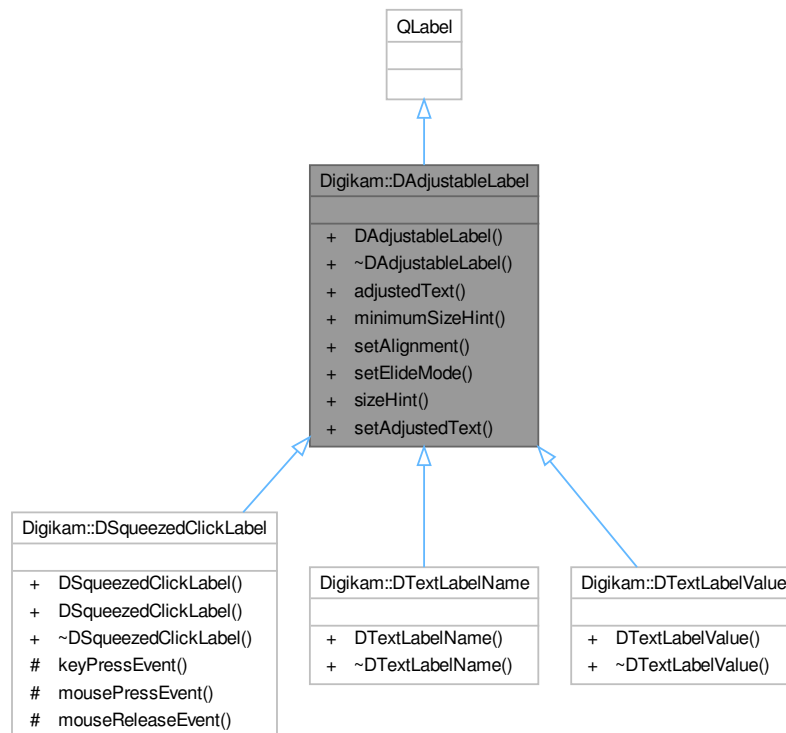 QLabel
Digikam::DAdjustableLabel
+ DAdjustableLabel()
+ ~DAdjustableLabel()
+ adjustedText()
+ minimumSizeHint()
+ setAlignment()
+ setElideMode()
+ sizeHint()
+ setAdjustedText()
Digikam::DSqueezedClickLabel
+ DSqueezedClickLabel()
+ DSqueezedClickLabel()
+ ~DSqueezedClickLabel()
# keyPressEvent()
# mousePressEvent()
# mouseReleaseEvent()
Digikam::DTextLabelName
+ DTextLabelName()
+ ~DTextLabelName()
Digikam::DTextLabelValue
+ DTextLabelValue()
+ ~DTextLabelValue()